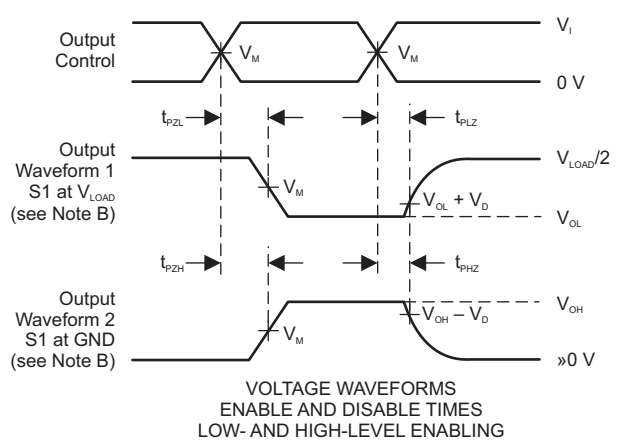 Output
Control
V_M
V_M
V_I
0 V
t_PZL
t_PLZ
Output
Waveform 1
S1 at V_LOAD
(see Note B)
V_M
V_OL + V_D
V_LOAD/2
V_OL
t_PZH
t_PHZ
Output
Waveform 2
S1 at GND
(see Note B)
V_M
V_OH – V_D
V_OH
»0 V
VOLTAGE WAVEFORMS
ENABLE AND DISABLE TIMES
LOW- AND HIGH-LEVEL ENABLING